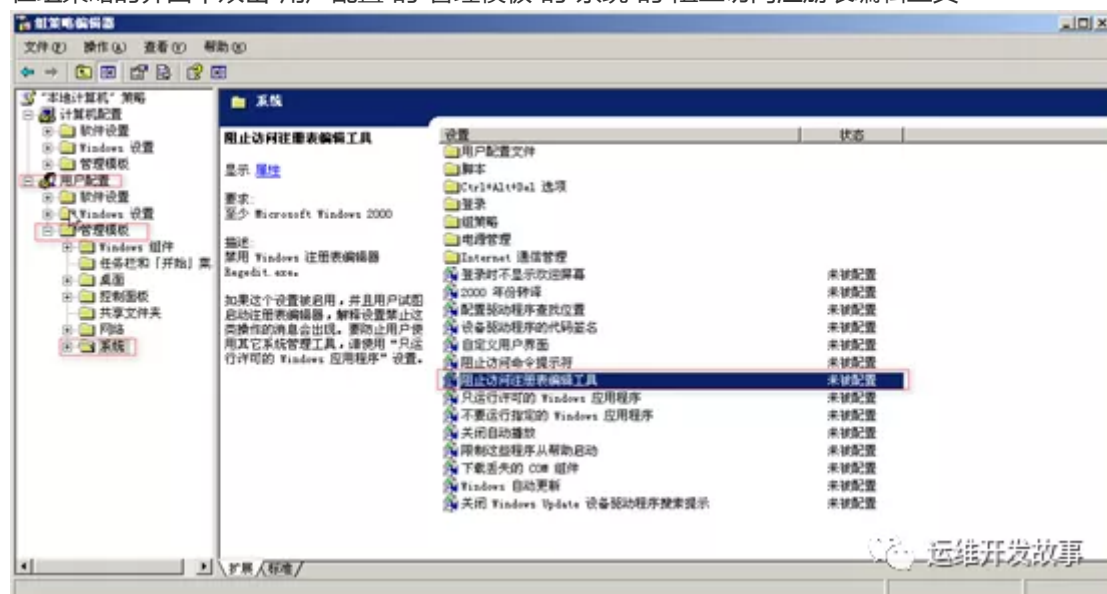 组策略编辑器
文件(F) 操作(A) 查看(V) 帮助(H)
“本地计算机” 策略
计算机配置
软件设置
Windows 设置
管理模板
用户配置
软件设置
Windows 设置
管理模板
Windows 组件
任务栏和「开始」菜
桌面
控制面板
共享文件夹
网络
系统
系统
阻止访问注册表编辑工具
显示 属性
要求:
至少 Microsoft Windows 2000
描述:
禁用 Windows 注册表编辑器
Regedit.exe。
如果这个设置被启用，并且用户试图
启动注册表编辑器，解释设置禁止这
类操作的消息会出现。要防止用户使
用其它系统管理工具，请使用“只运
行许可的 Windows 应用程序”设置。
设置 状态
用户配置文件
脚本
Ctrl+Alt+Del 选项
登录
组策略
电源管理
Internet 通信管理
登录时不显示欢迎屏幕 未被配置
2000 年份转译 未被配置
配置驱动程序查找位置 未被配置
设备驱动程序的代码签名 未被配置
自定义用户界面 未被配置
阻止访问命令提示符 未被配置
阻止访问注册表编辑工具 未被配置
只运行许可的 Windows 应用程序 未被配置
不要运行指定的 Windows 应用程序 未被配置
关闭自动播放 未被配置
限制这些程序从帮助启动 未被配置
下载丢失的 COM 组件 未被配置
Windows 自动更新 未被配置
关闭 Windows Update 设备驱动程序搜索提示 未被配置
扩展 标准
运维开发故事